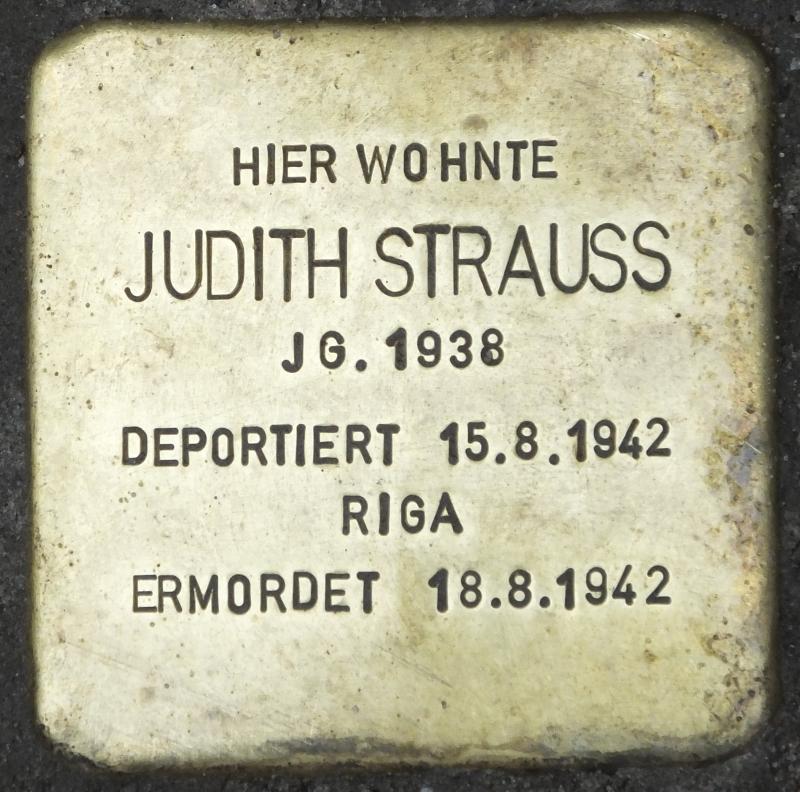 HIER WOHNTE
JUDITH STRAUSS
JG. 1938
DEPORTIERT 15.8.1942
RIGA
ERMORDET 18.8.1942